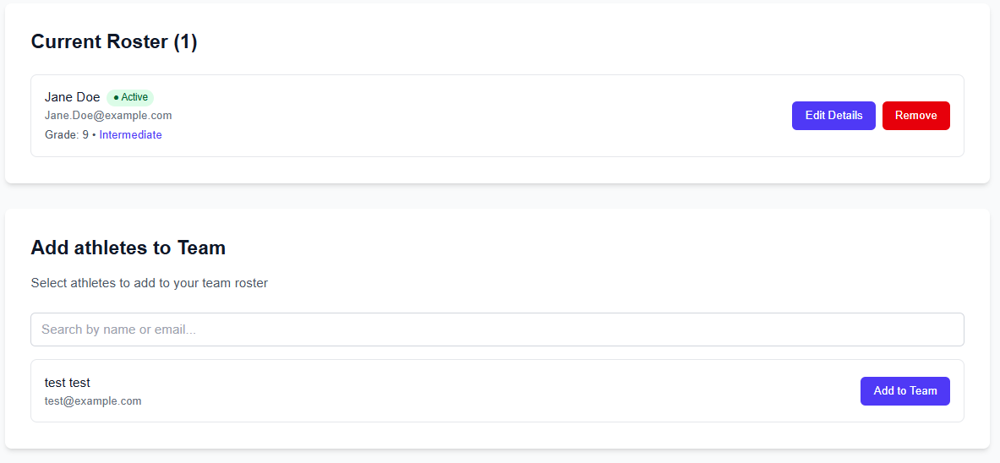 Current Roster (1)
Jane Doe • Active
Jane.Doe@example.com
Grade: 9 • Intermediate
Edit Details
Remove
Add athletes to Team
Select athletes to add to your team roster
Search by name or email...
test test
test@example.com
Add to Team